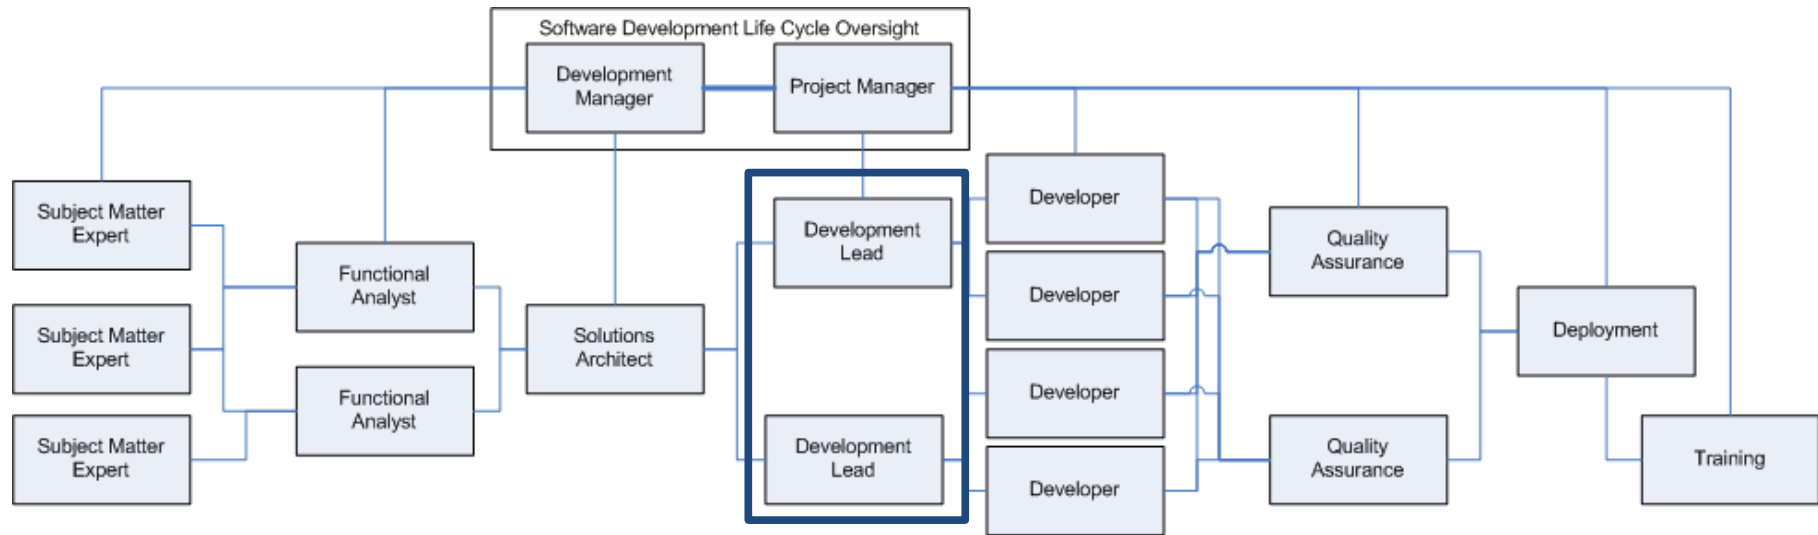 Software Development Life Cycle Oversight
Development
Manager
Project Manager
Subject Matter
Expert
Subject Matter
Expert
Subject Matter
Expert
Functional
Analyst
Functional
Analyst
Solutions
Architect
Development
Lead
Development
Lead
Developer
Developer
Developer
Developer
Quality
Assurance
Quality
Assurance
Deployment
Training